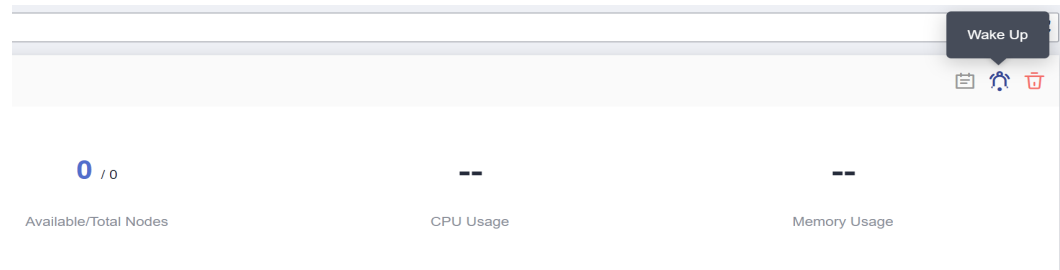 Wake Up
0 / 0
--
--
Available/Total Nodes
CPU Usage
Memory Usage